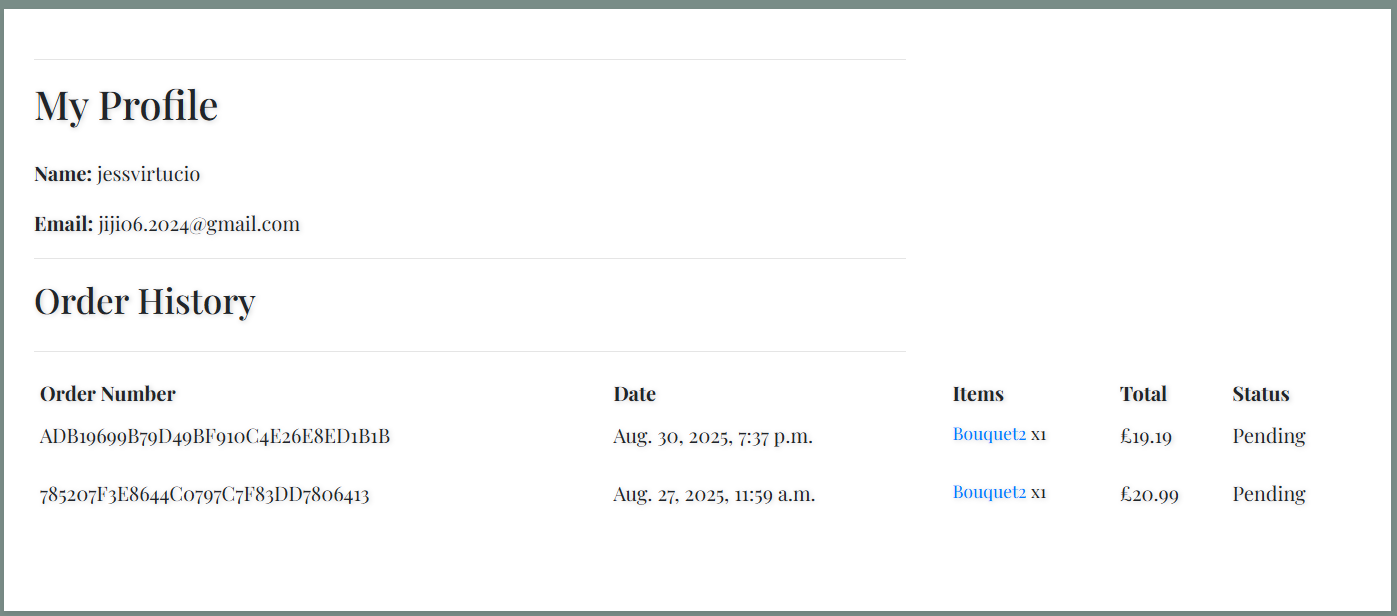 My Profile
Name: jessvirtucio
Email: jiji06.2024@gmail.com
Order History
Order Number Date Items Total Status
ADB19699B79D49BF910C4E26E8ED1B1B Aug. 30, 2025, 7:37 p.m. Bouquet2 x1 £19.19 Pending
785207F3E8644C0797C7F83DD7806413 Aug. 27, 2025, 11:59 a.m. Bouquet2 x1 £20.99 Pending